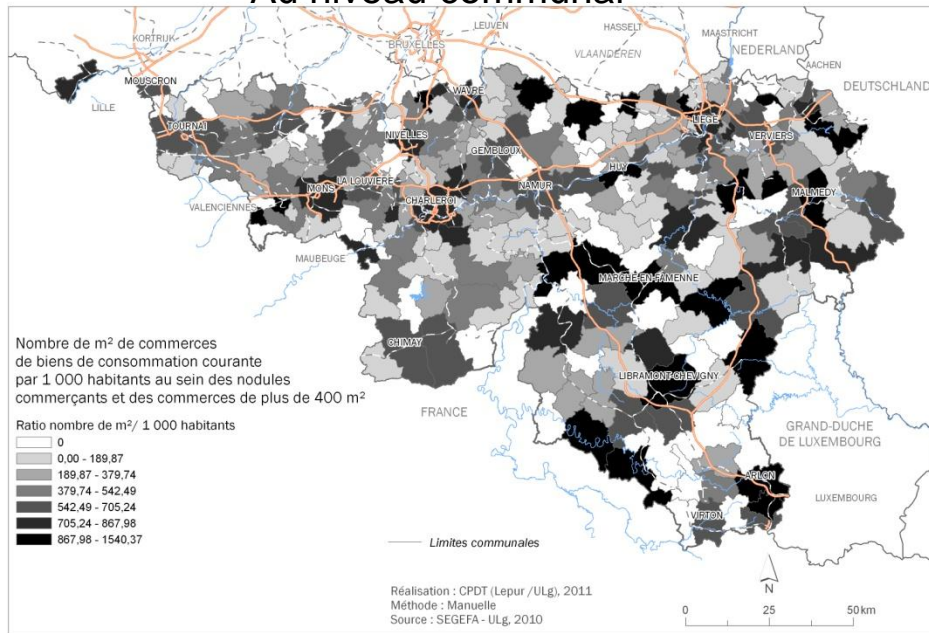 Au niveau communal
KORTRIJK
LEUVEN
HASSELT
MAASTRICHT
BRUXELLES
VLAANDEREN
NEDERLAND
AACHEN
MOUSCRON
DEUTSCHLAND
LILLE
WAVRE
TOURNAI
LIEGE
NIVELLES
VERVIERS
GEMBLOUX
HUY
LA LOUVIÈRE
MONS
NAMUR
MALMEDY
CHARLEROI
VALENCIENNES
MAUBEUGE
MARCHE-EN-FAMENNE
Nombre de m² de commerces
de biens de consommation courante
par 1 000 habitants au sein des nodules
commerçants et des commerces de plus de 400 m²
CHIMAY
LIBRAMONT-CHEVIGNY
FRANCE
GRAND-DUCHE
DE LUXEMBOURG
Ratio nombre de m²/ 1 000 habitants
0
0,00 - 189,87
189,87 - 379,74
379,74 - 542,49
542,49 - 705,24
705,24 - 867,98
867,98 - 1540,37
ARLON
LUXEMBOURG
VIRTON
Limites communales
Réalisation : CPDT (Lepur /ULg), 2011
Méthode : Manuelle
Source : SEGEFA - ULg, 2010
N
0 25 50 km